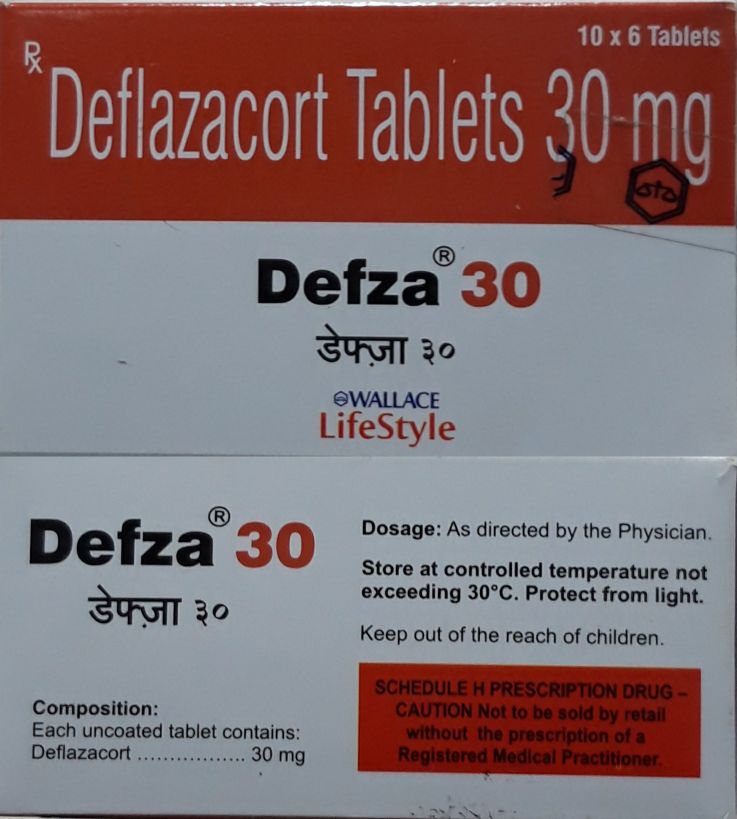 10 x 6 Tablets
Rx Deflazacort Tablets 30 mg
Defza® 30
डेफ्ज़ा ३०
WALLACE
LifeStyle
Defza® 30
डेफ्ज़ा ३०
Composition:
Each uncoated tablet contains:
Deflazacort ................. 30 mg
Dosage: As directed by the Physician.
Store at controlled temperature not
exceeding 30°C. Protect from light.
Keep out of the reach of children.
SCHEDULE H PRESCRIPTION DRUG –
CAUTION Not to be sold by retail
without the prescription of a
Registered Medical Practitioner.